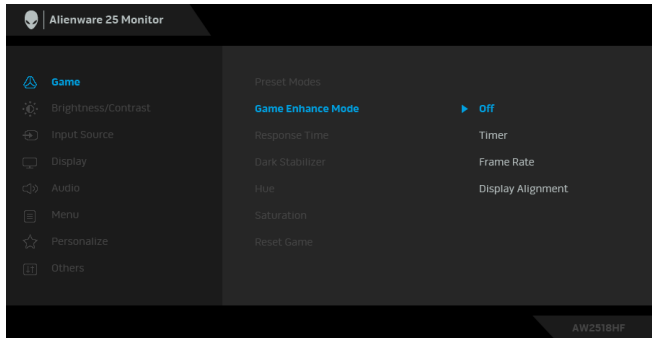 Alienware 25 Monitor
Game
Preset Modes
Brightness/Contrast
Game Enhance Mode
Off
Input Source
Response Time
Timer
Display
Dark Stabilizer
Frame Rate
Audio
Hue
Display Alignment
Menu
Saturation
Personalize
Reset Game
Others
AW2518HF